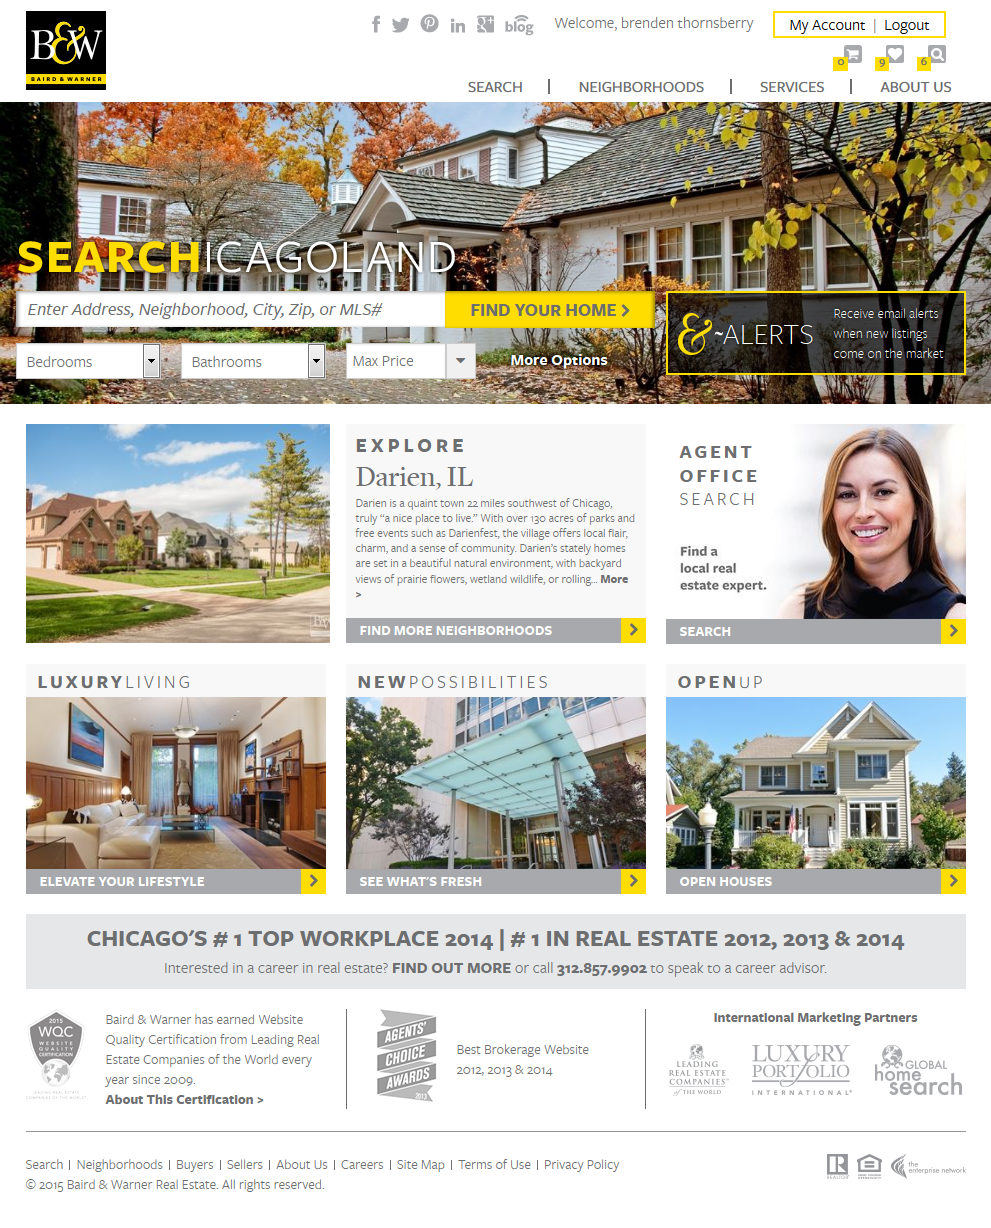 B&W
BAIRD & WARNER
blog
Welcome, brenden thornsberry
My Account | Logout
0
9
6
SEARCH | NEIGHBORHOODS | SERVICES | ABOUT US
SEARCHICAGOLAND
Enter Address, Neighborhood, City, Zip, or MLS#
FIND YOUR HOME >
Bedrooms
Bathrooms
Max Price
More Options
&~ALERTS
Receive email alerts
when new listings
come on the market
EXPLORE
Darien, IL
Darien is a quaint town 22 miles southwest of Chicago,
truly “a nice place to live.” With over 130 acres of parks and
free events such as Darienfest, the village offers local flair,
charm, and a sense of community. Darien’s stately homes
are set in a beautiful natural environment, with backyard
views of prairie flowers, wetland wildlife, or rolling... More
>
FIND MORE NEIGHBORHOODS
AGENT
OFFICE
SEARCH
Find a
local real
estate expert.
SEARCH
LUXURYLIVING
ELEVATE YOUR LIFESTYLE
NEWPOSSIBILITIES
SEE WHAT'S FRESH
OPENUP
OPEN HOUSES
CHICAGO'S # 1 TOP WORKPLACE 2014 | # 1 IN REAL ESTATE 2012, 2013 & 2014
Interested in a career in real estate? FIND OUT MORE or call 312.857.9902 to speak to a career advisor.
2015
WQC
WEBSITE
QUALITY
CERTIFICATION
LEADING REAL ESTATE
COMPANIES OF THE WORLD
Baird & Warner has earned Website
Quality Certification from Leading Real
Estate Companies of the World every
year since 2009.
About This Certification >
AGENTS'
CHOICE
AWARDS
2013
Best Brokerage Website
2012, 2013 & 2014
International Marketing Partners
LEADING
REAL ESTATE
COMPANIES
of THE WORLD
LUXURY
PORTFOLIO
INTERNATIONAL
GLOBAL
home
search
Search | Neighborhoods | Buyers | Sellers | About Us | Careers | Site Map | Terms of Use | Privacy Policy
© 2015 Baird & Warner Real Estate. All rights reserved.
REALTOR
the
enterprise network